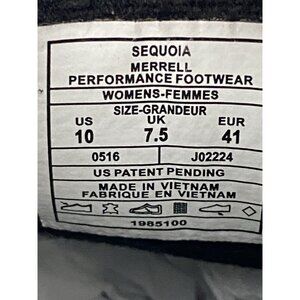 SEQUOIA
MERRELL
PERFORMANCE FOOTWEAR
WOMENS-FEMMES
SIZE-GRANDEUR
US UK EUR
10 7.5 41
0516 J02224
US PATENT PENDING
MADE IN VIETNAM
FABRIQUE EN VIETNAM
1985100